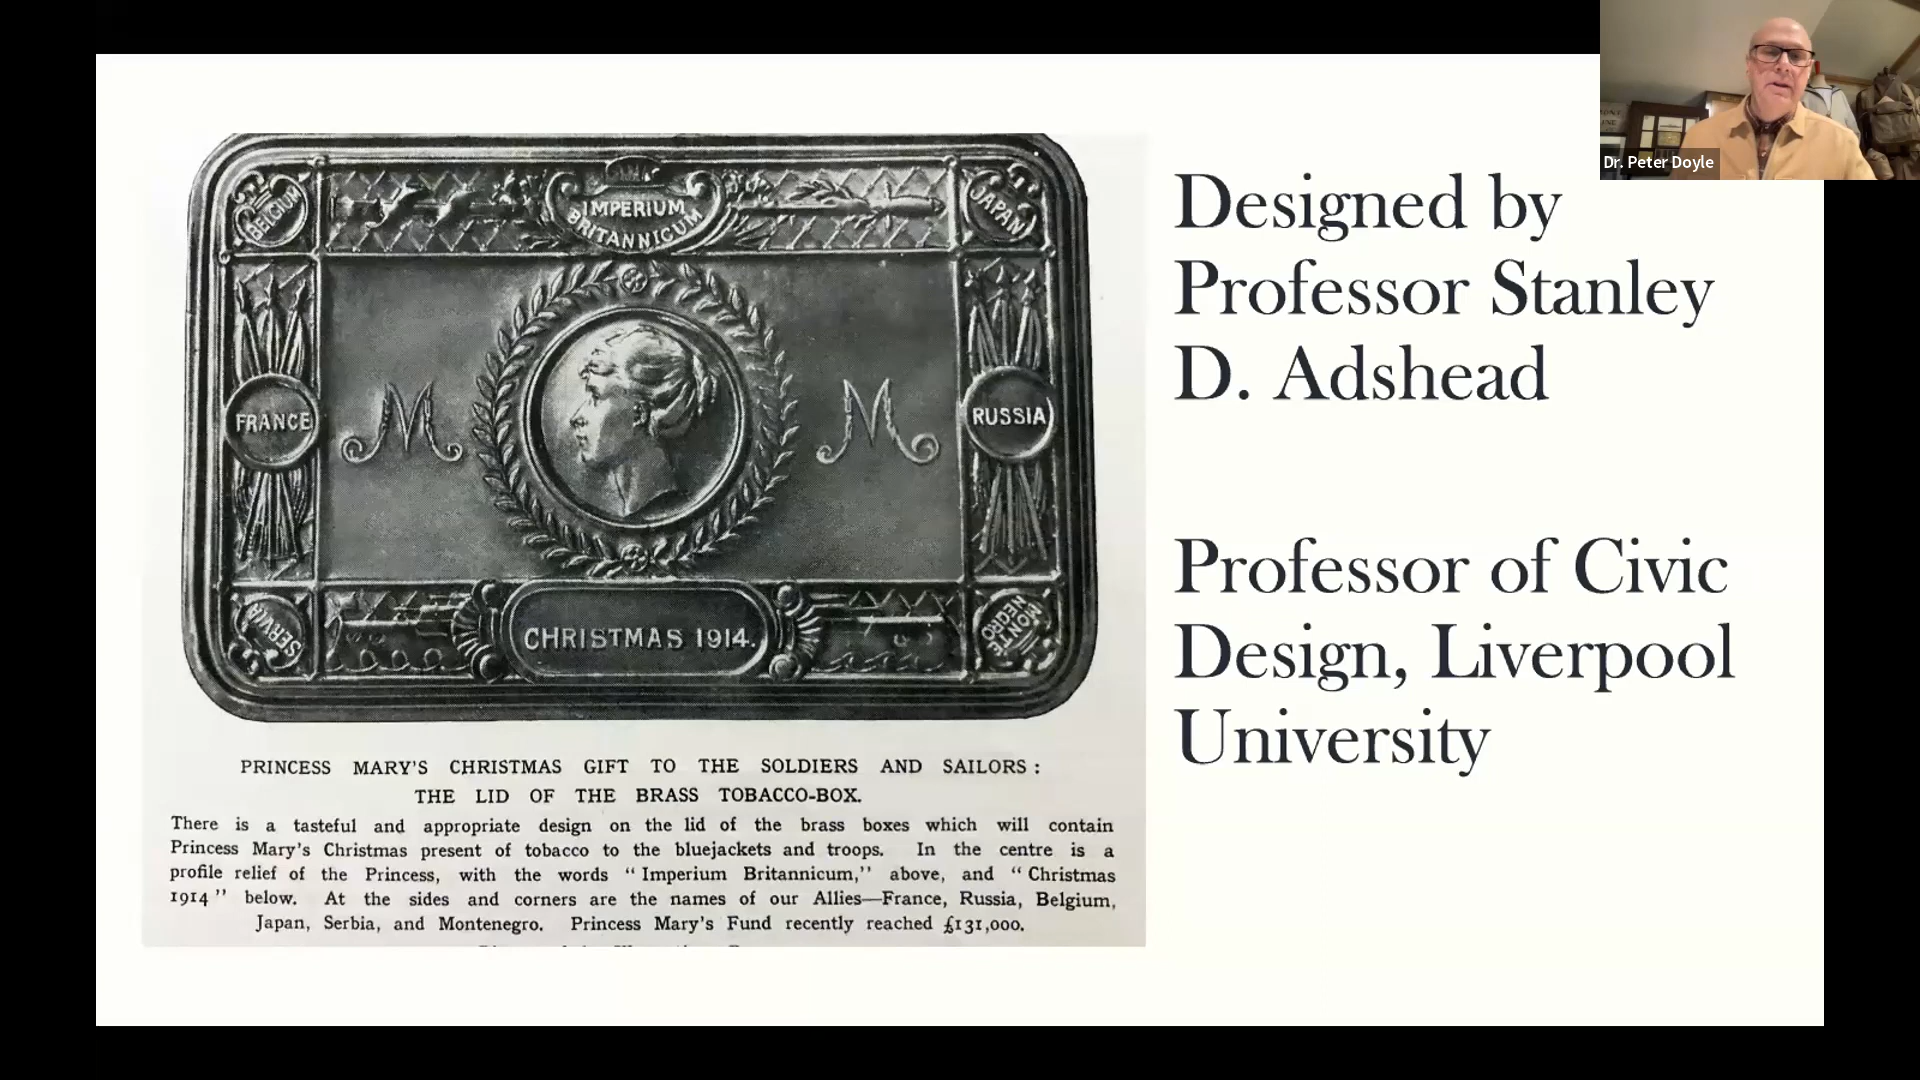 BELGIUM
IMPERIUM
BRITANNICUM
JAPAN
FRANCE
M
M
RUSSIA
SERVIA
CHRISTMAS 1914.
MONTE
NEGRO
PRINCESS MARY'S CHRISTMAS GIFT TO THE SOLDIERS AND SAILORS:
THE LID OF THE BRASS TOBACCO-BOX.
There is a tasteful and appropriate design on the lid of the brass boxes which will contain
Princess Mary's Christmas present of tobacco to the bluejackets and troops. In the centre is a
profile relief of the Princess, with the words "Imperium Britannicum," above, and "Christmas
1914" below. At the sides and corners are the names of our Allies—France, Russia, Belgium,
Japan, Serbia, and Montenegro. Princess Mary's Fund recently reached £131,000.
Designed by
Professor Stanley
D. Adshead
Professor of Civic
Design, Liverpool
University
Dr. Peter Doyle